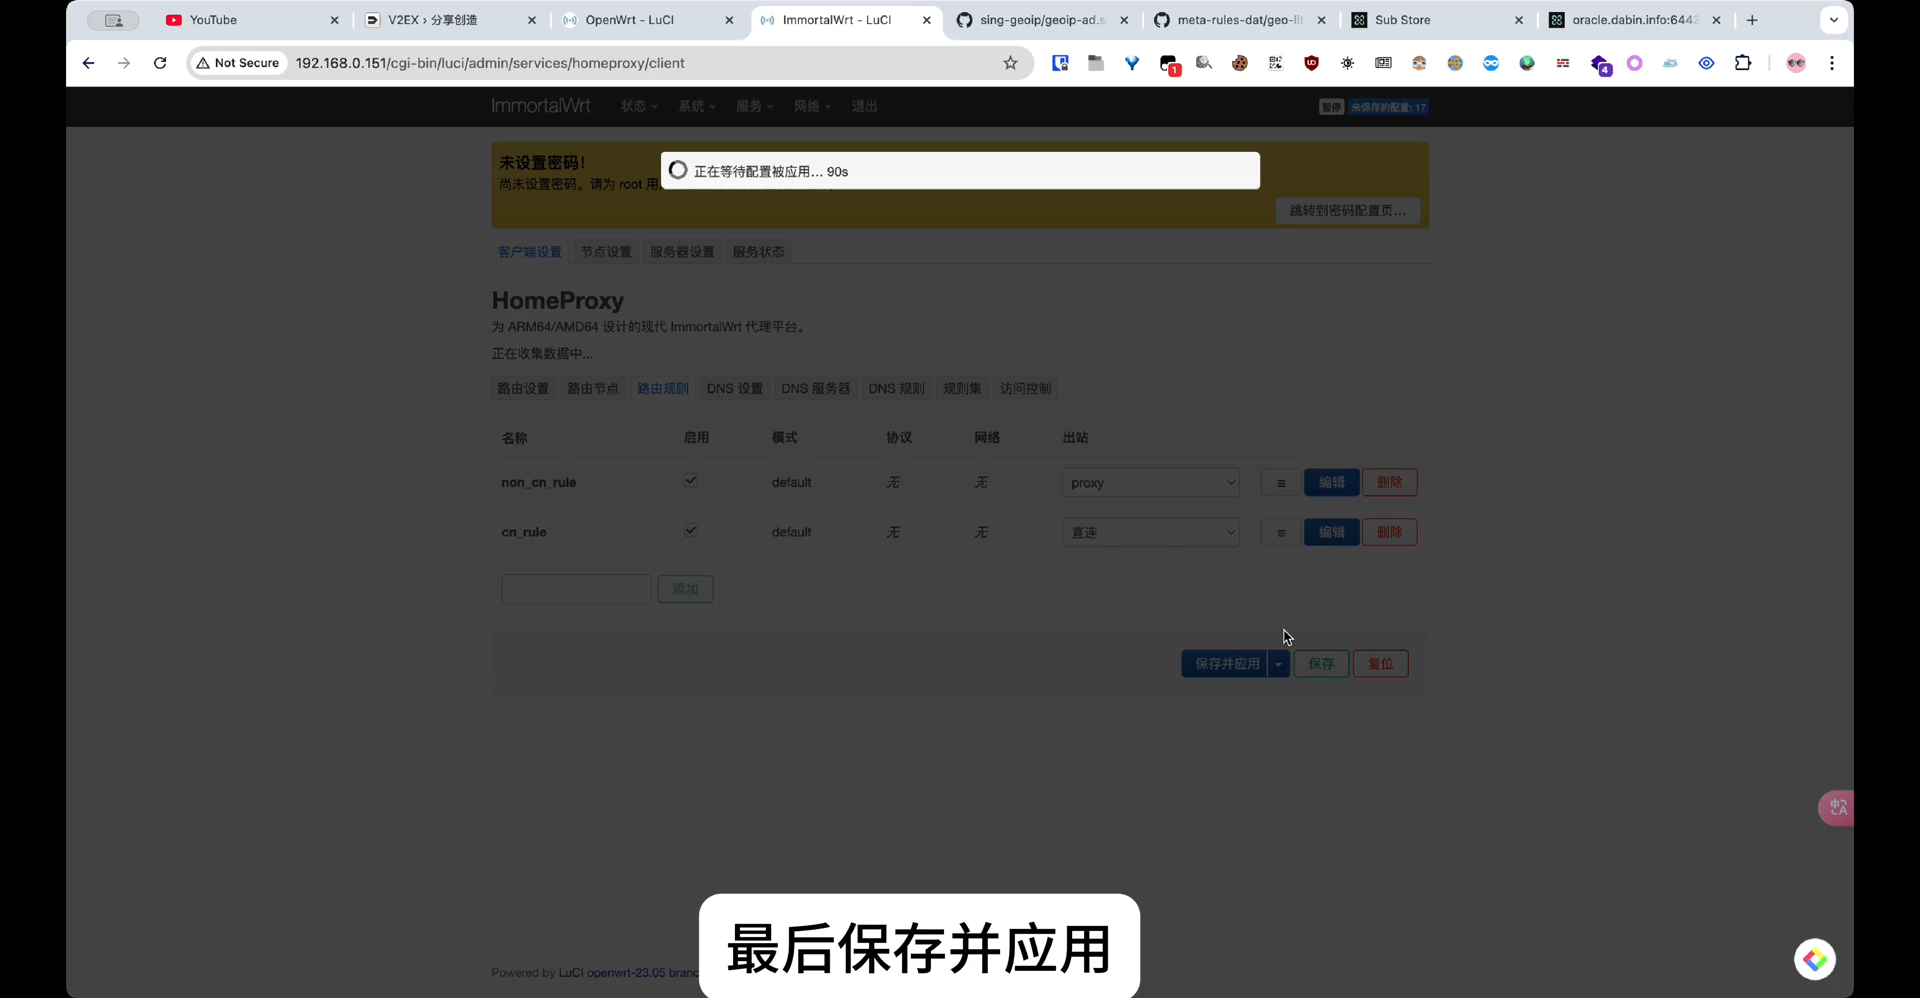 YouTube
V2EX › 分享创造
OpenWrt - LuCI
ImmortalWrt - LuCI
sing-geoip/geoip-ad.s
meta-rules-dat/geo-lit
Sub Store
oracle.dabin.info:6443
Not Secure
192.168.0.151/cgi-bin/luci/admin/services/homeproxy/client
1
4
ImmortalWrt
状态
系统
服务
网络
退出
暂停
未保存的配置: 17
未设置密码!
尚未设置密码。请为 root 用
正在等待配置被应用… 90s
跳转到密码配置页…
客户端设置
节点设置
服务器设置
服务状态
HomeProxy
为 ARM64/AMD64 设计的现代 ImmortalWrt 代理平台。
正在收集数据中...
路由设置
路由节点
路由规则
DNS 设置
DNS 服务器
DNS 规则
规则集
访问控制
名称 启用 模式 协议 网络 出站
non_cn_rule default 无 无 proxy ≡ 编辑 删除
cn_rule default 无 无 直连 ≡ 编辑 删除
添加
保存并应用
保存
复位
中A
最后保存并应用
Powered by LuCI openwrt-23.05 branc